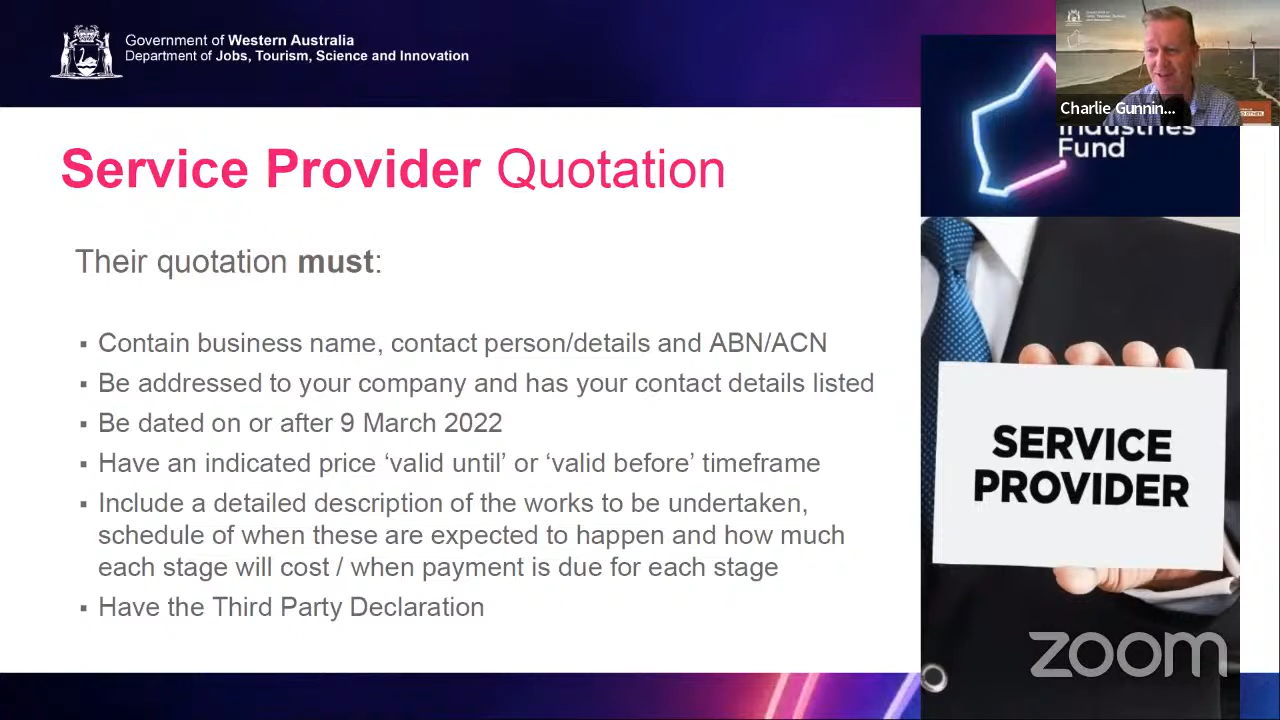 Government of Western Australia
Department of Jobs, Tourism, Science and Innovation
Charlie Gunnin...
Industries
Fund
Service Provider Quotation
Their quotation must:
▪ Contain business name, contact person/details and ABN/ACN
▪ Be addressed to your company and has your contact details listed
▪ Be dated on or after 9 March 2022
▪ Have an indicated price ‘valid until’ or ‘valid before’ timeframe
▪ Include a detailed description of the works to be undertaken,
schedule of when these are expected to happen and how much
each stage will cost / when payment is due for each stage
▪ Have the Third Party Declaration
SERVICE
PROVIDER
zoom